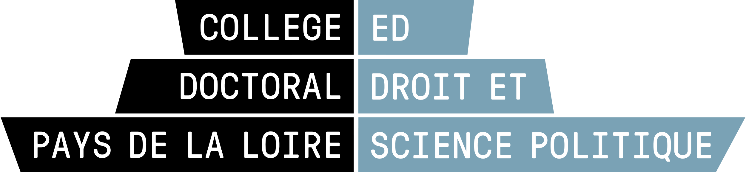 COLLEGE ED
DOCTORAL DROIT ET
PAYS DE LA LOIRE SCIENCE POLITIQUE